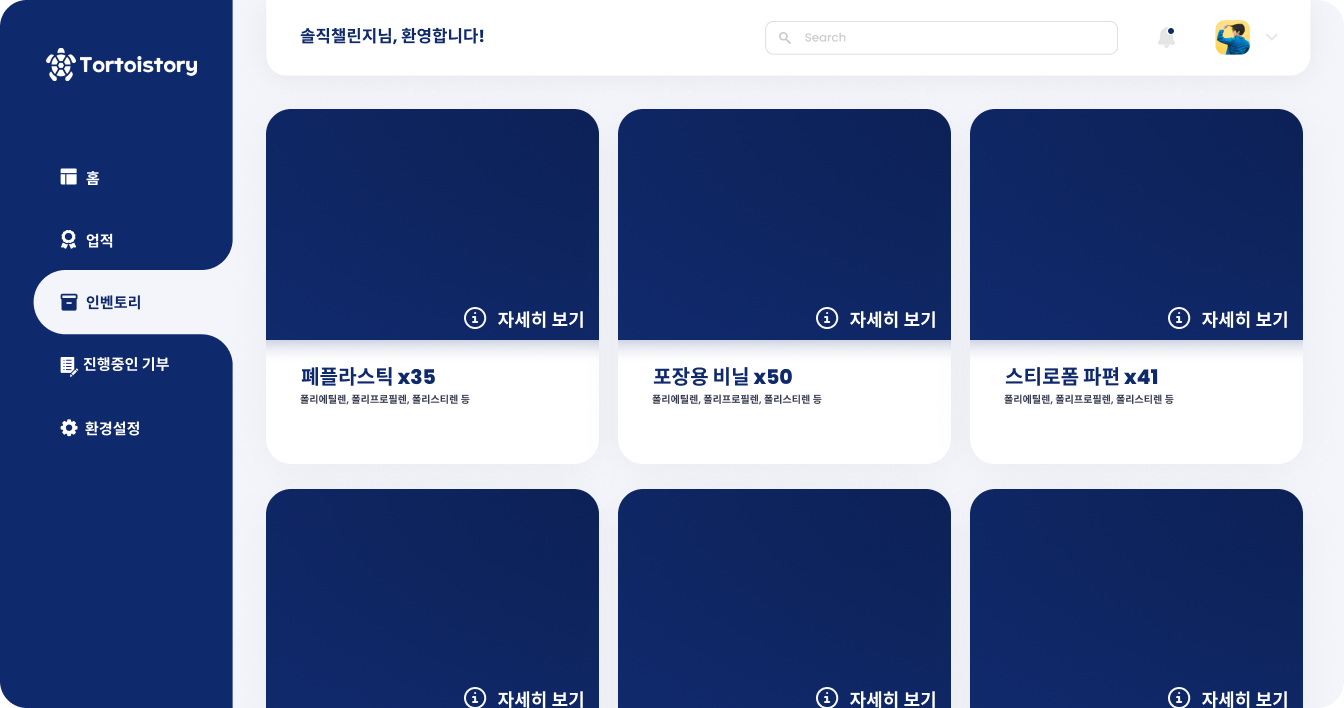 솔직챌린지님, 환영합니다!
Search
Tortoistory
홈
업적
인벤토리
진행중인 기부
환경설정
자세히 보기
자세히 보기
자세히 보기
폐플라스틱 x35
폴리에틸렌, 폴리프로필렌, 폴리스티렌 등
포장용 비닐 x50
폴리에틸렌, 폴리프로필렌, 폴리스티렌 등
스티로폼 파편 x41
폴리에틸렌, 폴리프로필렌, 폴리스티렌 등
자세히 보기
자세히 보기
자세히 보기